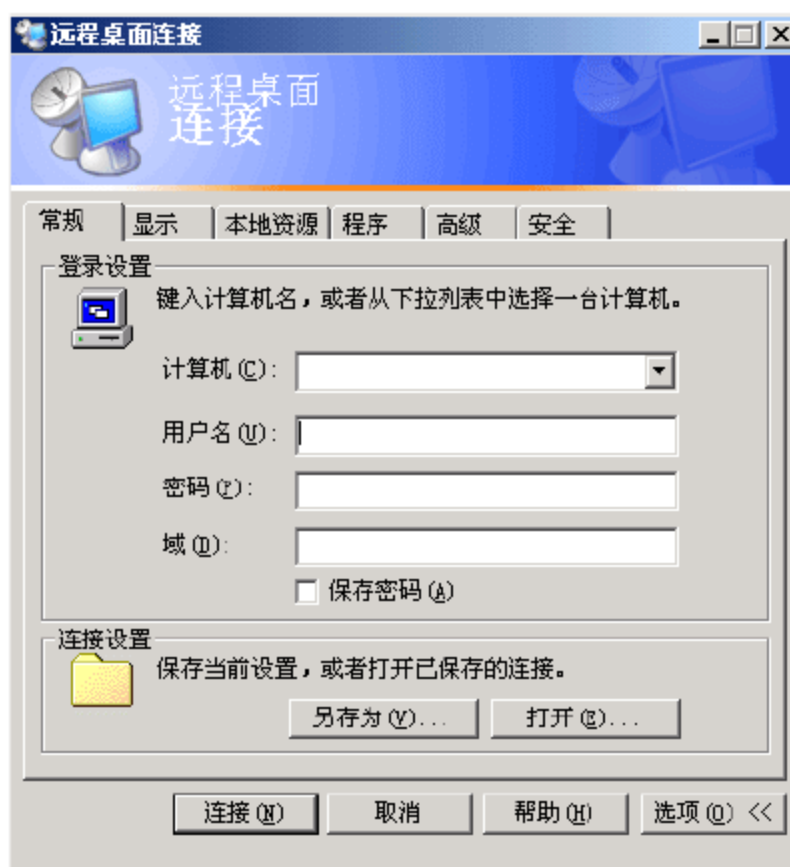 远程桌面连接
远程桌面
连接
常规 显示 本地资源 程序 高级 安全
登录设置
键入计算机名，或者从下拉列表中选择一台计算机。
计算机(C):
用户名(U):
密码(P):
域(D):
保存密码(A)
连接设置
保存当前设置，或者打开已保存的连接。
另存为(V)... 打开(E)...
连接(N) 取消 帮助(H) 选项(O) <<